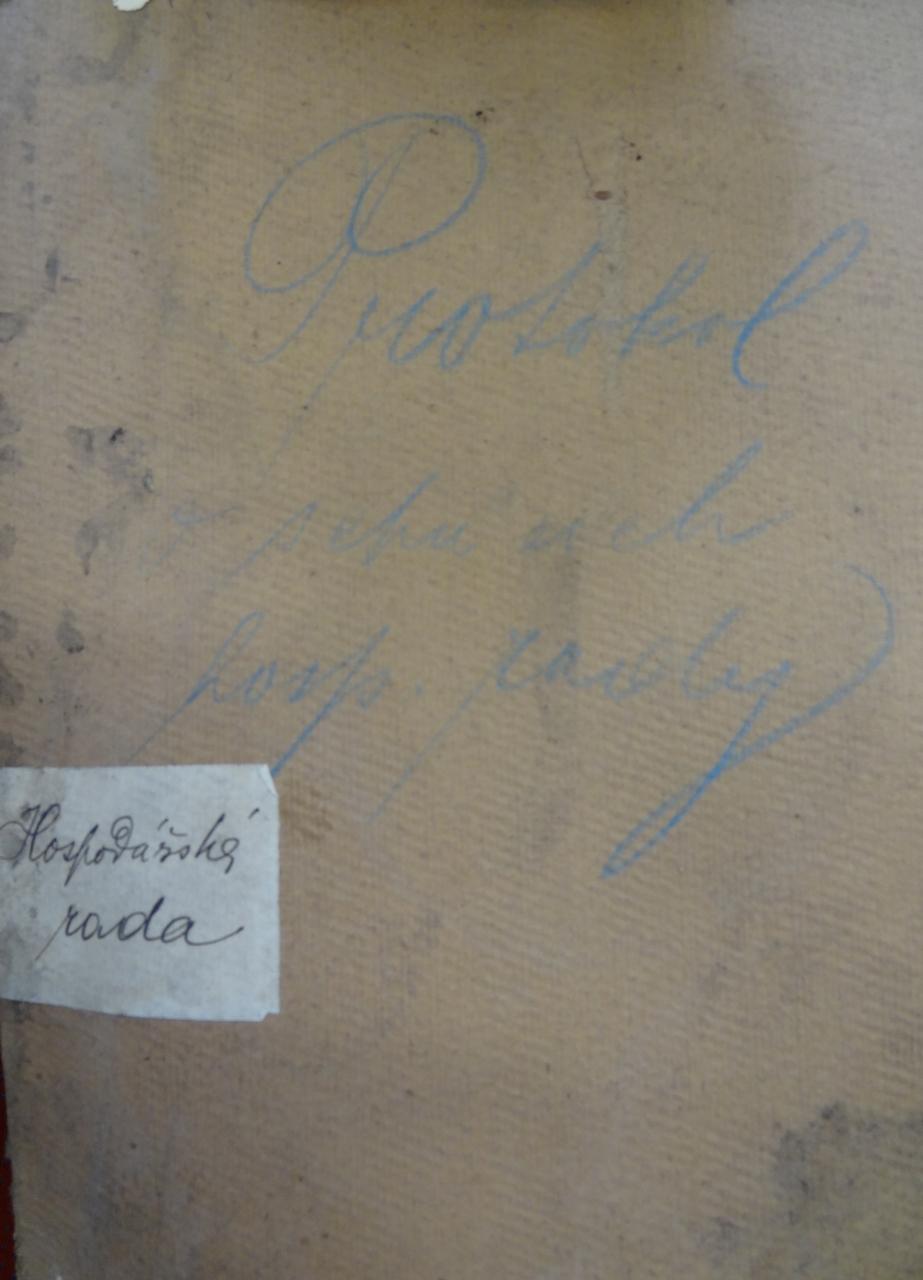 Protokol
o schůzích
hosp. rady
Hospodářská
rada